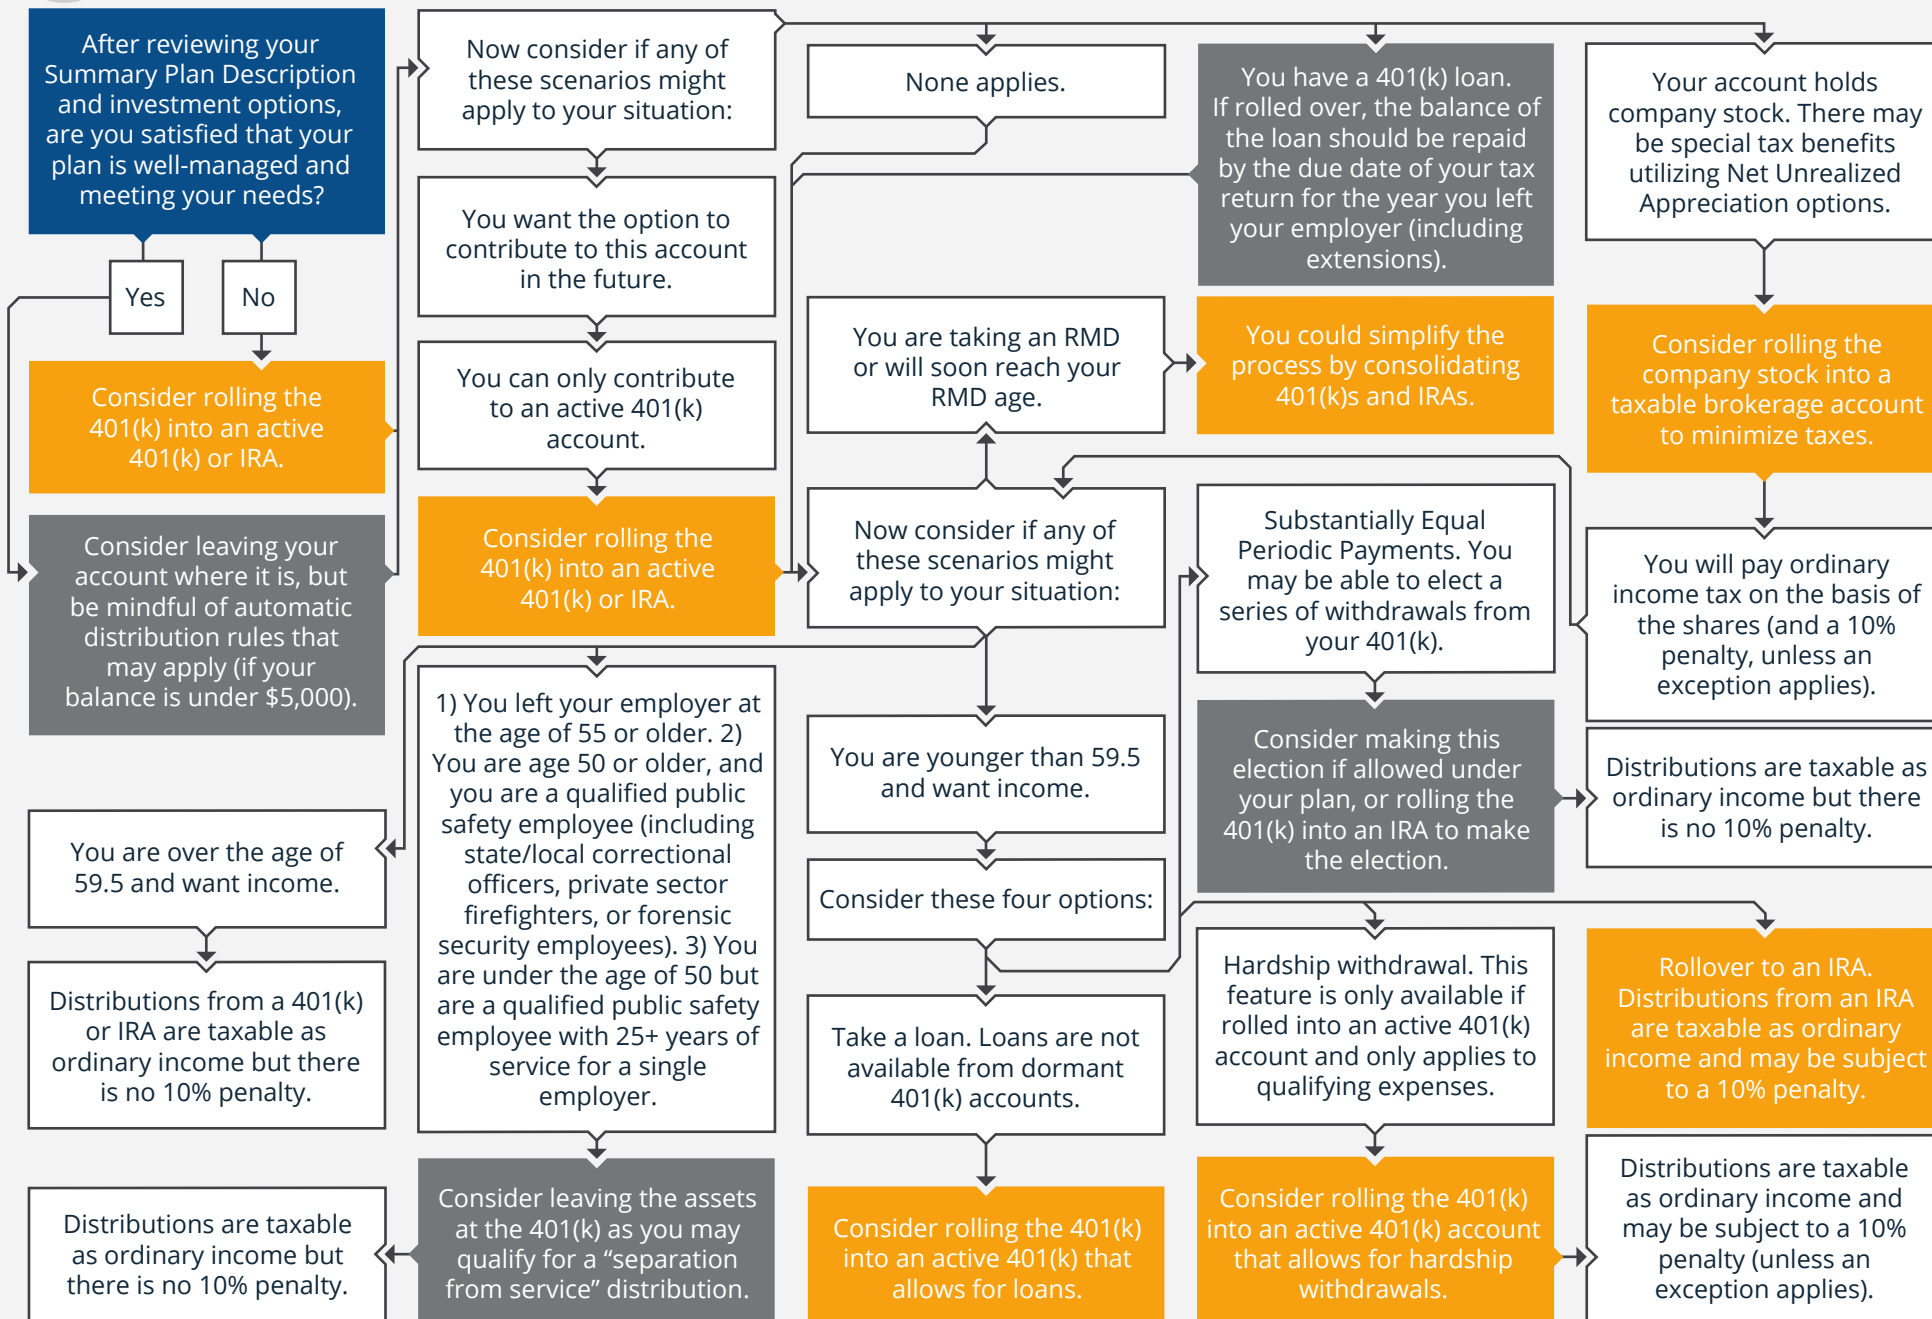 After reviewing your
Summary Plan Description
and investment options,
are you satisfied that your
plan is well-managed and
meeting your needs?
Yes
No
Consider rolling the
401(k) into an active
401(k) or IRA.
Consider leaving your
account where it is, but
be mindful of automatic
distribution rules that
may apply (if your
balance is under $5,000).
Now consider if any of
these scenarios might
apply to your situation:
You want the option to
contribute to this account
in the future.
You can only contribute
to an active 401(k)
account.
Consider rolling the
401(k) into an active
401(k) or IRA.
None applies.
You have a 401(k) loan.
If rolled over, the balance of
the loan should be repaid
by the due date of your tax
return for the year you left
your employer (including
extensions).
Your account holds
company stock. There may
be special tax benefits
utilizing Net Unrealized
Appreciation options.
Consider rolling the
company stock into a
taxable brokerage account
to minimize taxes.
You will pay ordinary
income tax on the basis of
the shares (and a 10%
penalty, unless an
exception applies).
Now consider if any of
these scenarios might
apply to your situation:
You are taking an RMD
or will soon reach your
RMD age.
You could simplify the
process by consolidating
401(k)s and IRAs.
You are over the age of
59.5 and want income.
Distributions from a 401(k)
or IRA are taxable as
ordinary income but there
is no 10% penalty.
1) You left your employer at
the age of 55 or older. 2)
You are age 50 or older, and
you are a qualified public
safety employee (including
state/local correctional
officers, private sector
firefighters, or forensic
security employees). 3) You
are under the age of 50 but
are a qualified public safety
employee with 25+ years of
service for a single
employer.
Consider leaving the assets
at the 401(k) as you may
qualify for a “separation
from service” distribution.
Distributions are taxable
as ordinary income but
there is no 10% penalty.
You are younger than 59.5
and want income.
Consider these four options:
Take a loan. Loans are not
available from dormant
401(k) accounts.
Consider rolling the 401(k)
into an active 401(k) that
allows for loans.
Substantially Equal
Periodic Payments. You
may be able to elect a
series of withdrawals from
your 401(k).
Consider making this
election if allowed under
your plan, or rolling the
401(k) into an IRA to make
the election.
Distributions are taxable as
ordinary income but there
is no 10% penalty.
Hardship withdrawal. This
feature is only available if
rolled into an active 401(k)
account and only applies to
qualifying expenses.
Consider rolling the 401(k)
into an active 401(k) account
that allows for hardship
withdrawals.
Distributions are taxable
as ordinary income and
may be subject to a 10%
penalty (unless an
exception applies).
Rollover to an IRA.
Distributions from an IRA
are taxable as ordinary
income and may be subject
to a 10% penalty.